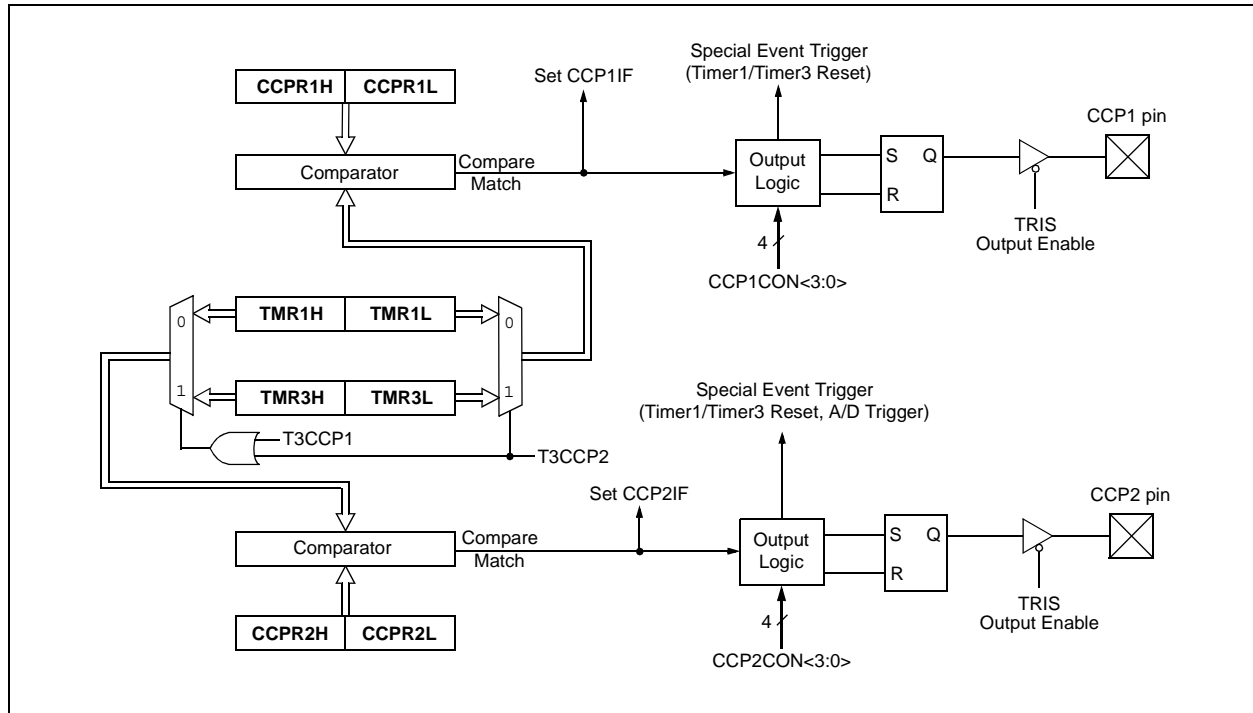 Special Event Trigger
(Timer1/Timer3 Reset)
CCPR1H CCPR1L
Set CCP1IF
CCP1 pin
Comparator
Compare
Match
Output
Logic
S Q
R
TRIS
Output Enable
4
CCP1CON<3:0>
0 TMR1H TMR1L 0
1 TMR3H TMR3L 1
T3CCP1
T3CCP2
Special Event Trigger
(Timer1/Timer3 Reset, A/D Trigger)
Set CCP2IF
CCP2 pin
Comparator
Compare
Match
Output
Logic
S Q
R
TRIS
Output Enable
4
CCPR2H CCPR2L
CCP2CON<3:0>